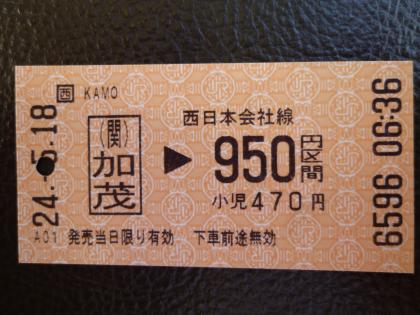 西 KAMO
24.-5.18
(関)
加茂
▶
西日本会社線
950円区間
小児470円
6596 06:36
A01 発売当日限り有効 下車前途無効